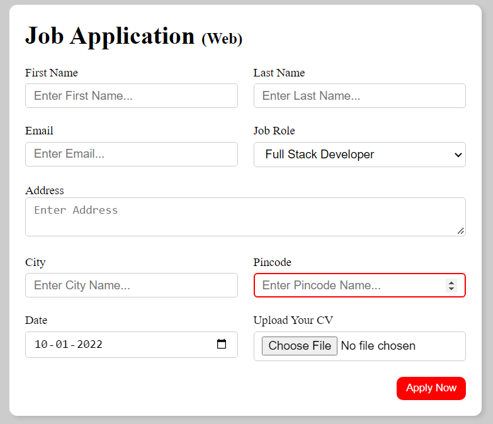 Job Application (Web)
First Name Last Name
Enter First Name... Enter Last Name...
Email Job Role
Enter Email... Full Stack Developer
Address
Enter Address
City Pincode
Enter City Name... Enter Pincode Name...
Date Upload Your CV
10-01-2022 Choose File No file chosen
Apply Now